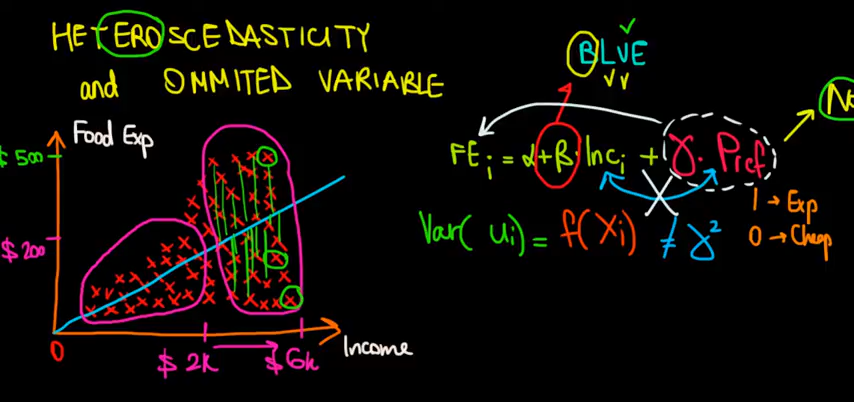 HETEROSCEDASTICITY
and OMMITED VARIABLE
BLUE
Food Exp
$ 500
$ 200
0
$ 2k → $ 6k
Income
FEi = α + β · Inci + γ · Pref
Var( ui ) = f(Xi) ≠ γ²
1 → Exp
0 → Cheap